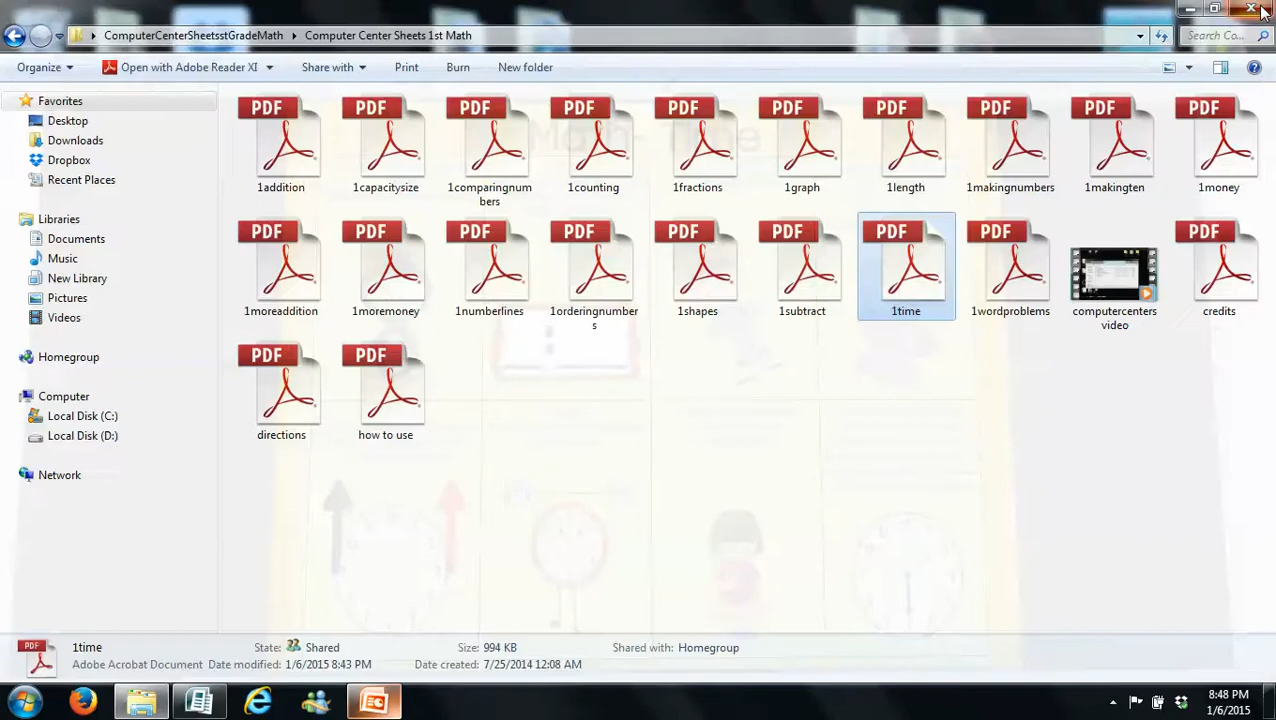 ComputerCenterSheetsstGradeMath Computer Center Sheets 1st Math Search Co...
Organize Open with Adobe Reader XI Share with Print Burn New folder
Favorites
Desktop
Downloads
Dropbox
Recent Places
Libraries
Documents
Music
New Library
Pictures
Videos
Homegroup
Computer
Local Disk (C:)
Local Disk (D:)
Network
PDF PDF PDF PDF PDF PDF PDF PDF PDF PDF
1addition 1capacitysize 1comparingnum 1counting 1fractions 1graph 1length 1makingnumbers 1makingten 1money
bers
PDF PDF PDF PDF PDF PDF PDF PDF PDF
1moreaddition 1moremoney 1numberlines 1orderingnumber 1shapes 1subtract 1time 1wordproblems computercenters credits
s video
PDF PDF
directions how to use
Math- Time
PDF
1time State: Shared Size: 994 KB Shared with: Homegroup
Adobe Acrobat Document Date modified: 1/6/2015 8:43 PM Date created: 7/25/2014 12:08 AM
8:48 PM
1/6/2015